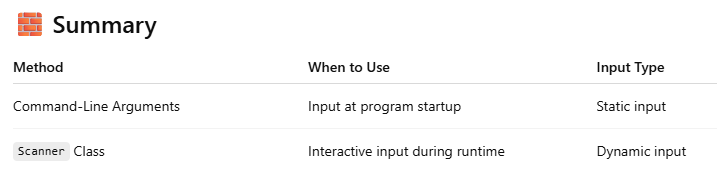 Summary
Method When to Use Input Type
Command-Line Arguments Input at program startup Static input
Scanner Class Interactive input during runtime Dynamic input